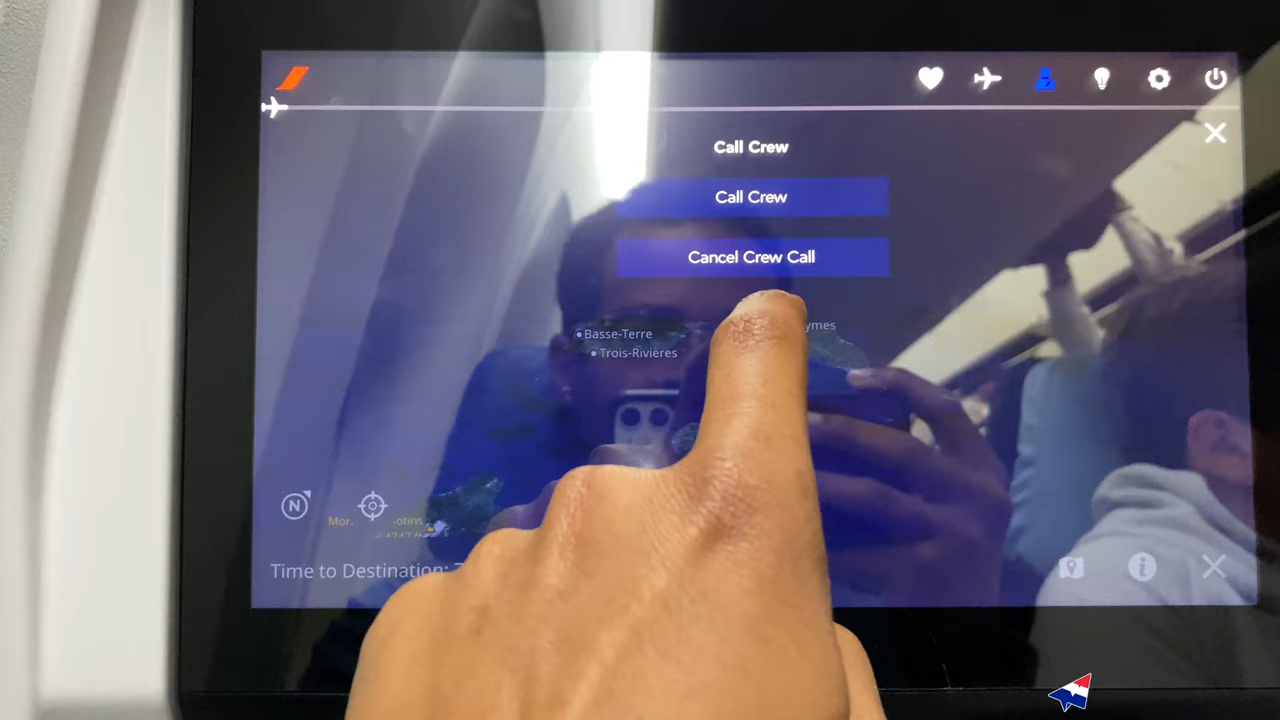 Call Crew
Call Crew
Cancel Crew Call
Basse-Terre
Trois-Rivières
N
Time to Destination: